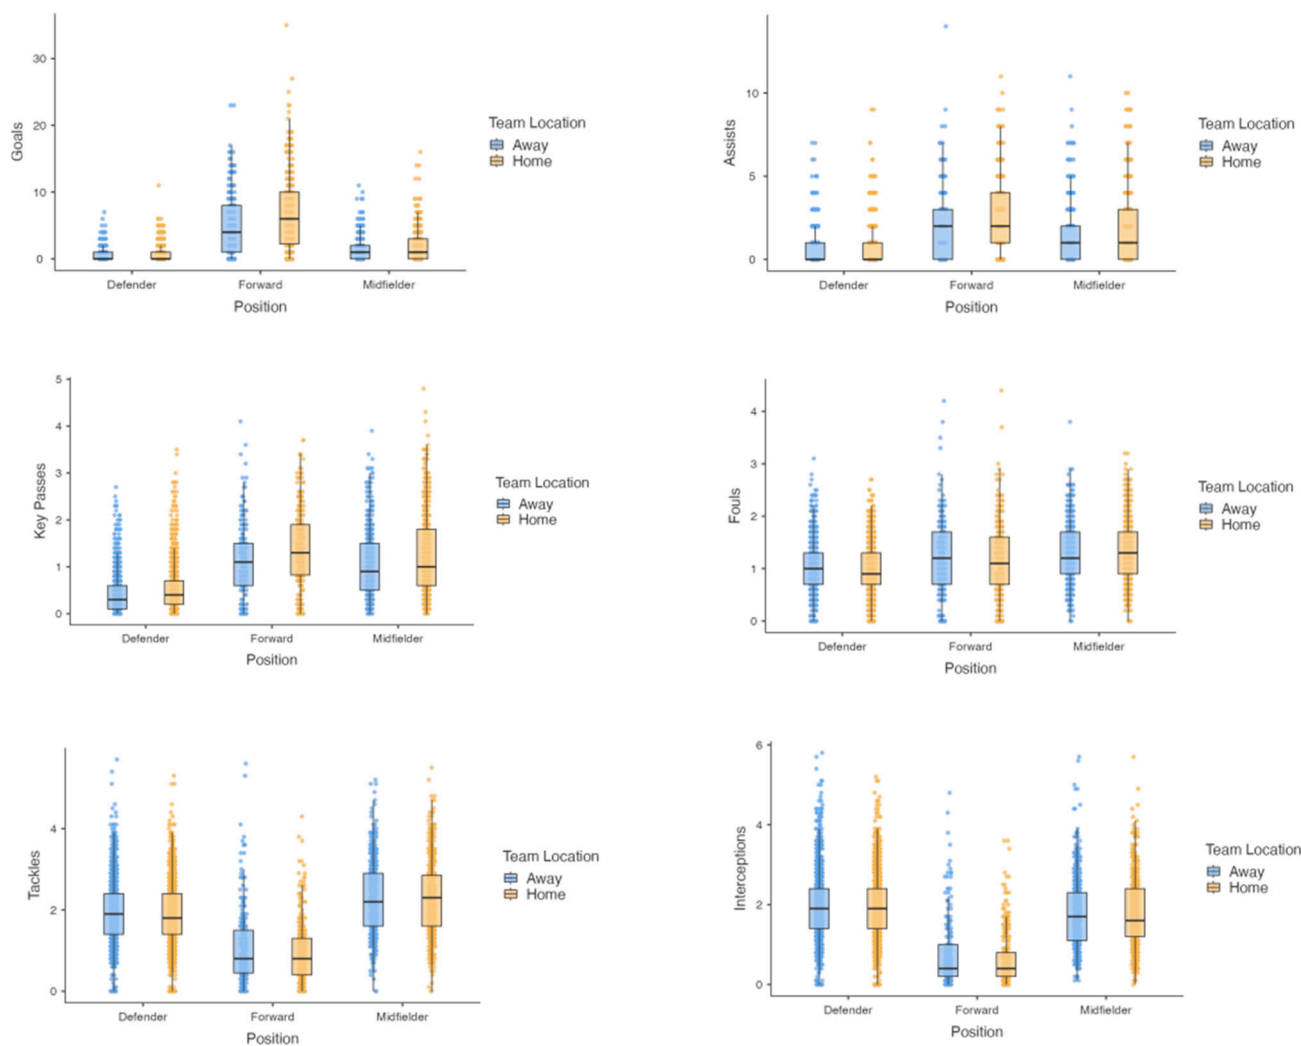 Goals
30
20
10
0
Defender Forward Midfielder
Position
Team Location
Away
Home
Assists
10
5
0
Defender Forward Midfielder
Position
Team Location
Away
Home
Key Passes
5
4
3
2
1
0
Defender Forward Midfielder
Position
Team Location
Away
Home
Fouls
4
3
2
1
0
Defender Forward Midfielder
Position
Team Location
Away
Home
Tackles
4
2
0
Defender Forward Midfielder
Position
Team Location
Away
Home
Interceptions
6
4
2
0
Defender Forward Midfielder
Position
Team Location
Away
Home